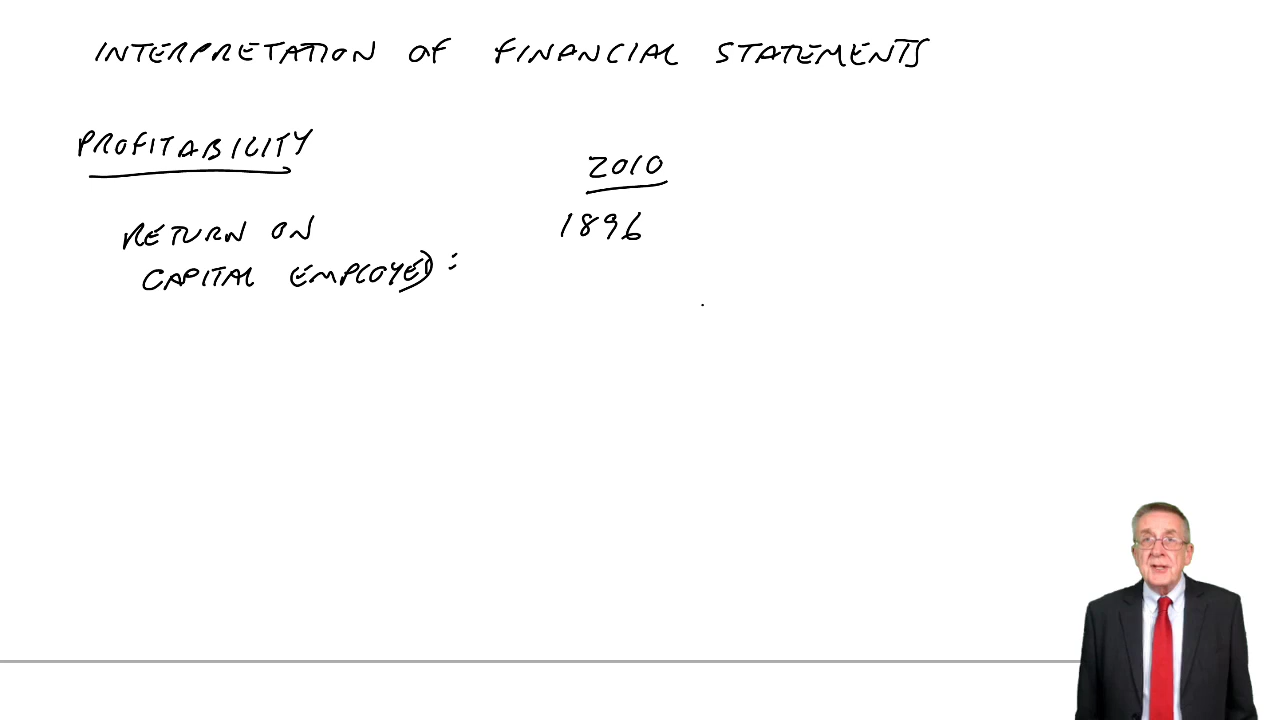 INTERPRETATION OF FINANCIAL STATEMENTS
PROFITABILITY
2010
RETURN ON
1896
CAPITAL EMPLOYED :